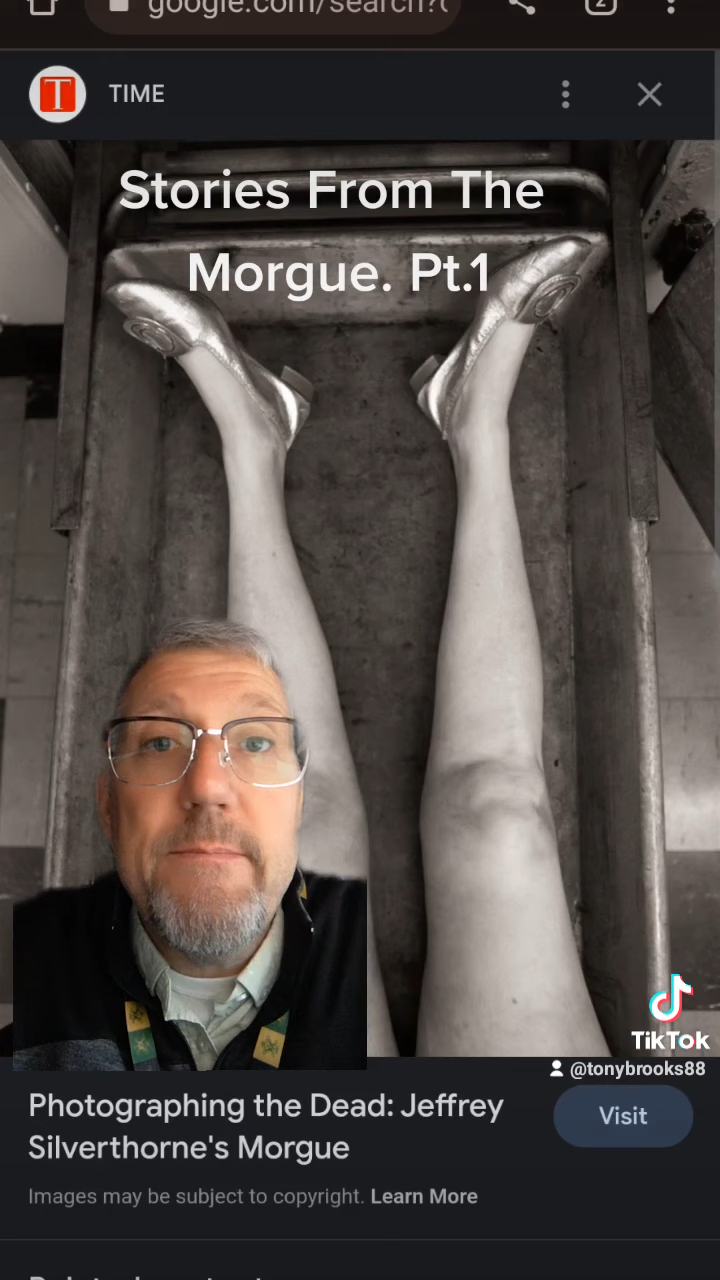 google.com/search?
2
T
TIME
Stories From The
Morgue. Pt.1
TikTok
@tonybrooks88
Photographing the Dead: Jeffrey
Silverthorne's Morgue
Visit
Images may be subject to copyright. Learn More